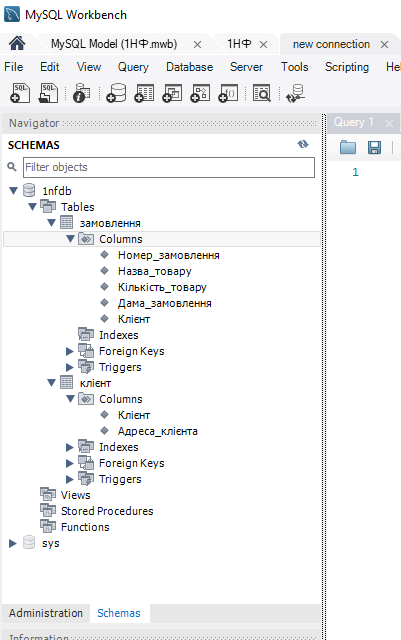 MySQL Workbench
MySQL Model (1НФ.mwb) × 1НФ × new connection ×
File Edit View Query Database Server Tools Scripting He
Navigator Query 1 ×
SCHEMAS
Filter objects 1
1nfdb
Tables
замовлення
Columns
Номер_замовлення
Назва_товару
Кількість_товару
Дама_замовлення
Клієнт
Indexes
Foreign Keys
Triggers
клієнт
Columns
Клієнт
Адреса_клієнта
Indexes
Foreign Keys
Triggers
Views
Stored Procedures
Functions
sys
Administration Schemas
Information